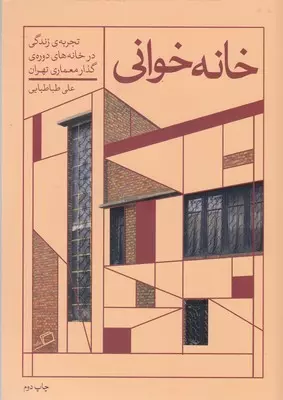 خانه‌خوانی
تجربه‌ی زندگی
در خانه‌های دوره‌ی
گذار معماری تهران
علی طباطبایی
چاپ دوم